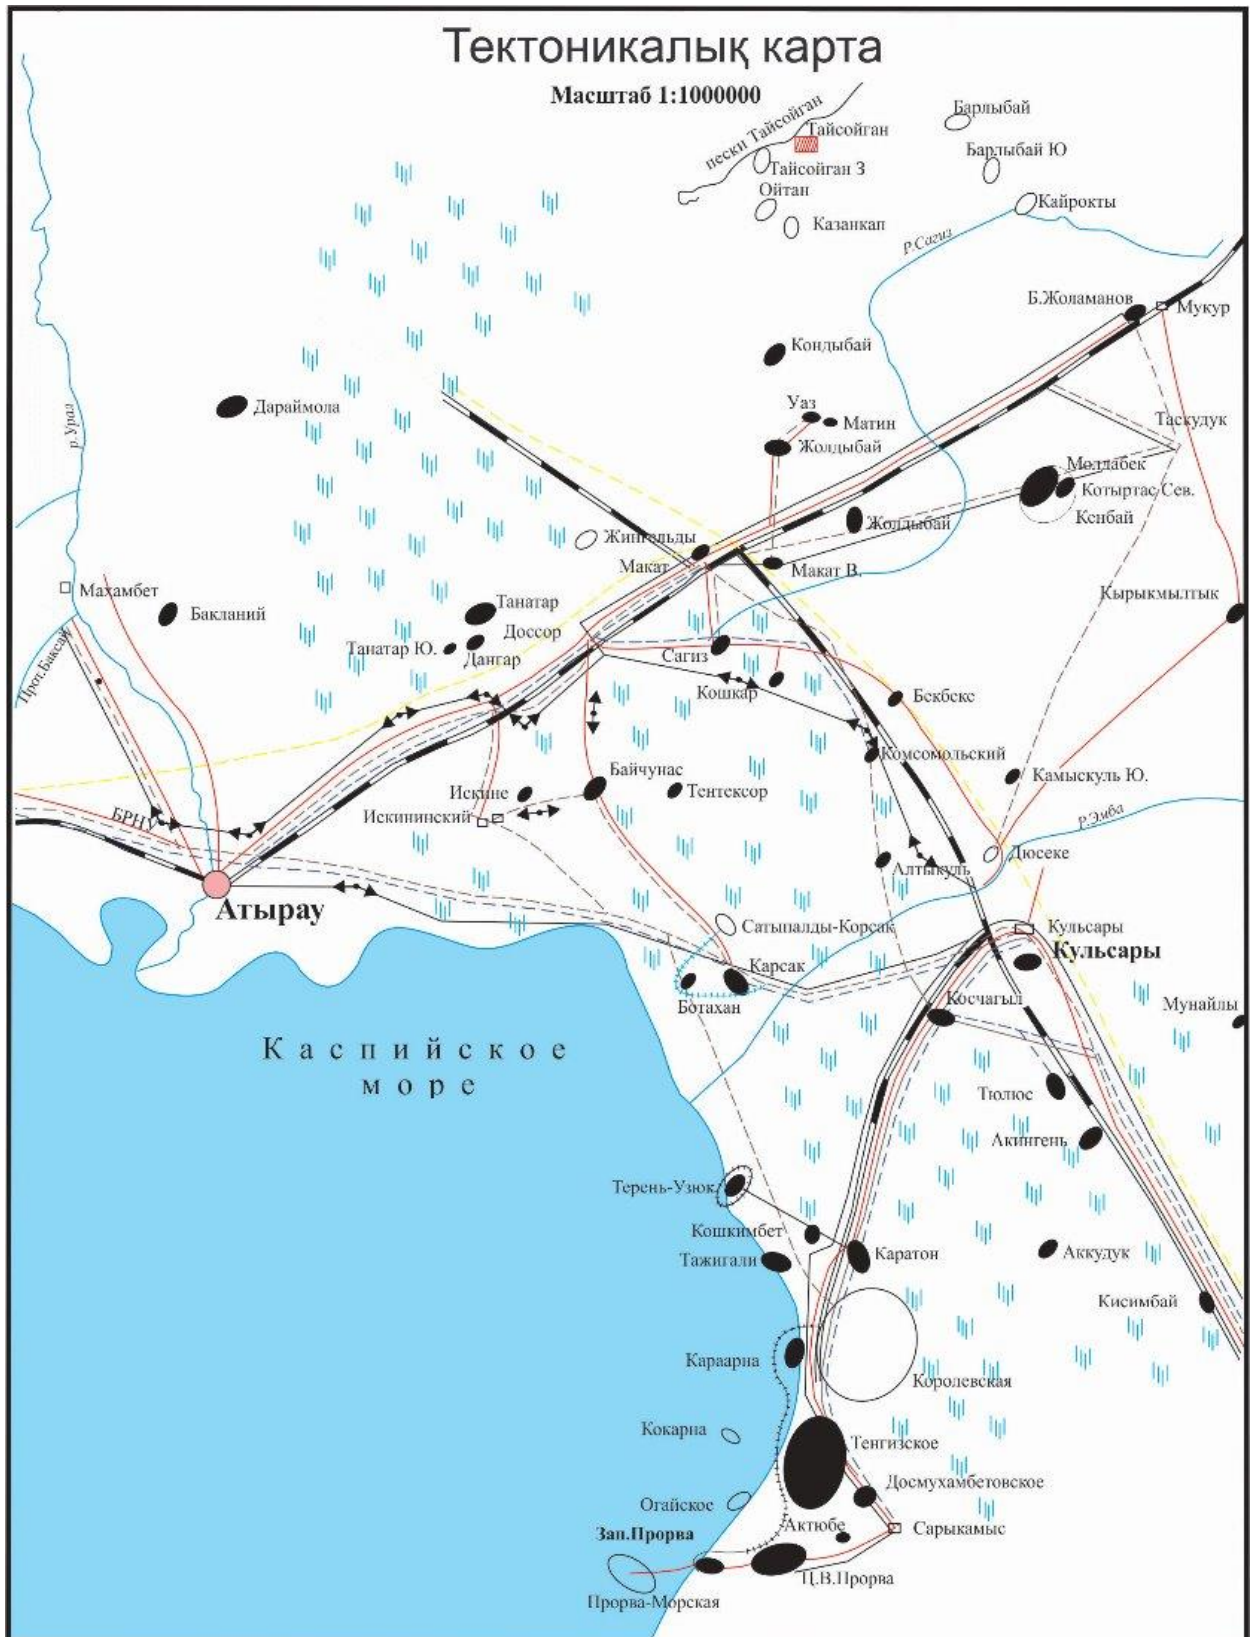 Тектоникалық карта
Масштаб 1:1000000
пески Тайсойган
Тайсойган
Барлыбай
Барлыбай Ю
Тайсойган З
Ойтан
Казанкап
Кайрокты
Р.Сагиз
Б.Жоламанов
Мукур
Кондыбай
Дараймола
р.Урал
Уаз
Матин
Жолдыбай
Таскудук
Молдабек
Котыртас Сев.
Кенбай
Жолдыбай
Жингельды
Макат
Макат В.
Махамбет
Бакланий
Танатар
Доссор
Танатар Ю.
Дангар
Кырыкмылтык
Прот.Баксай
Сагиз
Кошкар
Бекбеке
Комсомольский
Камыскуль Ю.
Байчунас
Искине
Тентексор
Искининский
БРНУ
Р.Эмба
Дюсеке
Алтыкуль
Атырау
Сатыпалды-Корсак
Кульсары
Кульсары
Карсак
Ботахан
Косчагыл
Мунайлы
Каспийское
море
Тюлюс
Акингень
Терень-Узюк
Кошкимбет
Тажигали
Каратон
Аккудук
Кисимбай
Караарна
Королевская
Кокарна
Тенгизское
Досмухамбетовское
Огайское
Актюбе
Сарыкамыс
Зап.Прорва
Ц.В.Прорва
Прорва-Морская